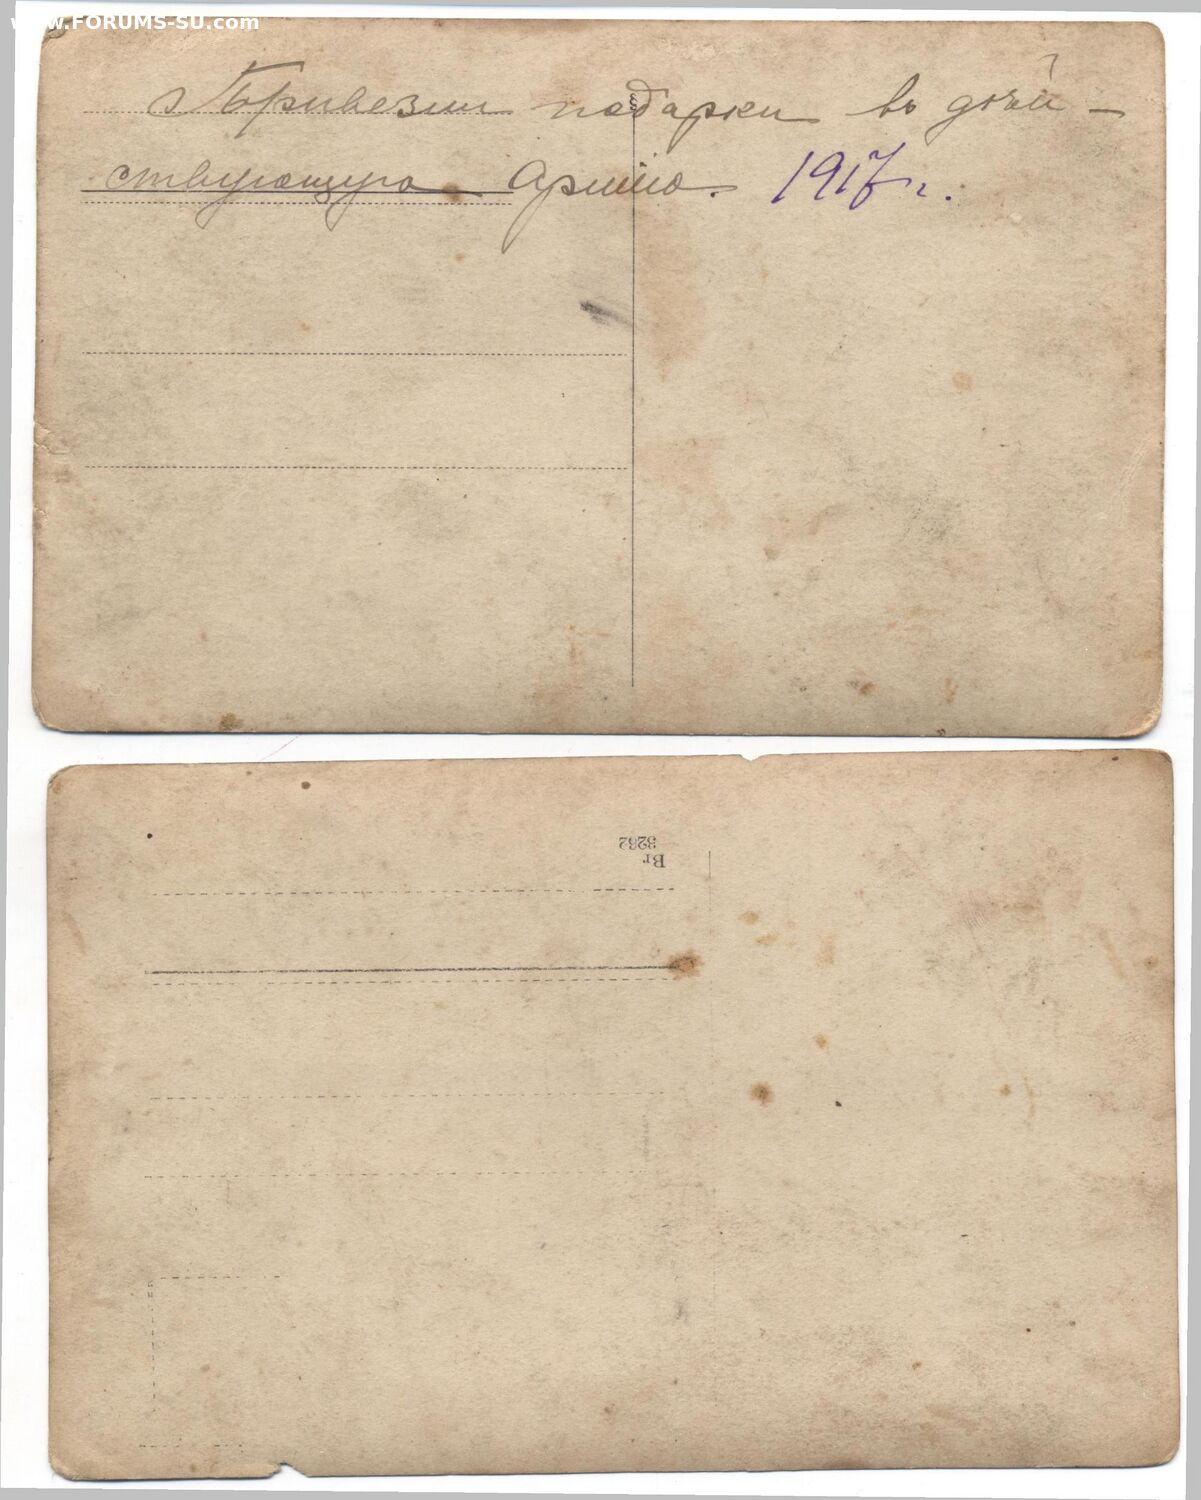 www.FORUMS-SU.com
Привезли подарки въ дѣй-
ствующую Армію. 1917 г.
Br
3262